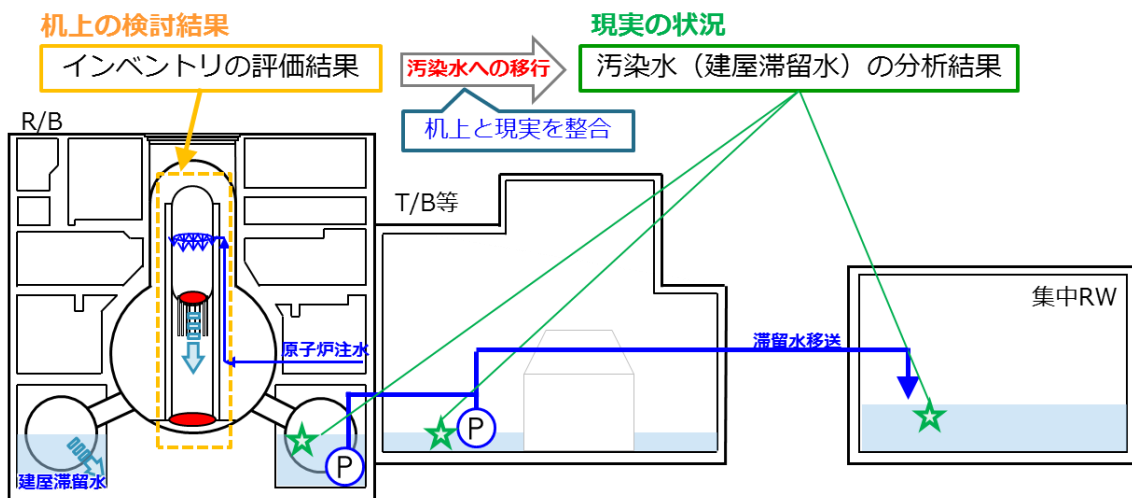 机上の検討結果
インベントリの評価結果
汚染水への移行
机上と現実を整合
現実の状況
汚染水（建屋滞留水）の分析結果
R/B
T/B等
集中RW
原子炉注水
滞留水移送
P
P
建屋滞留水